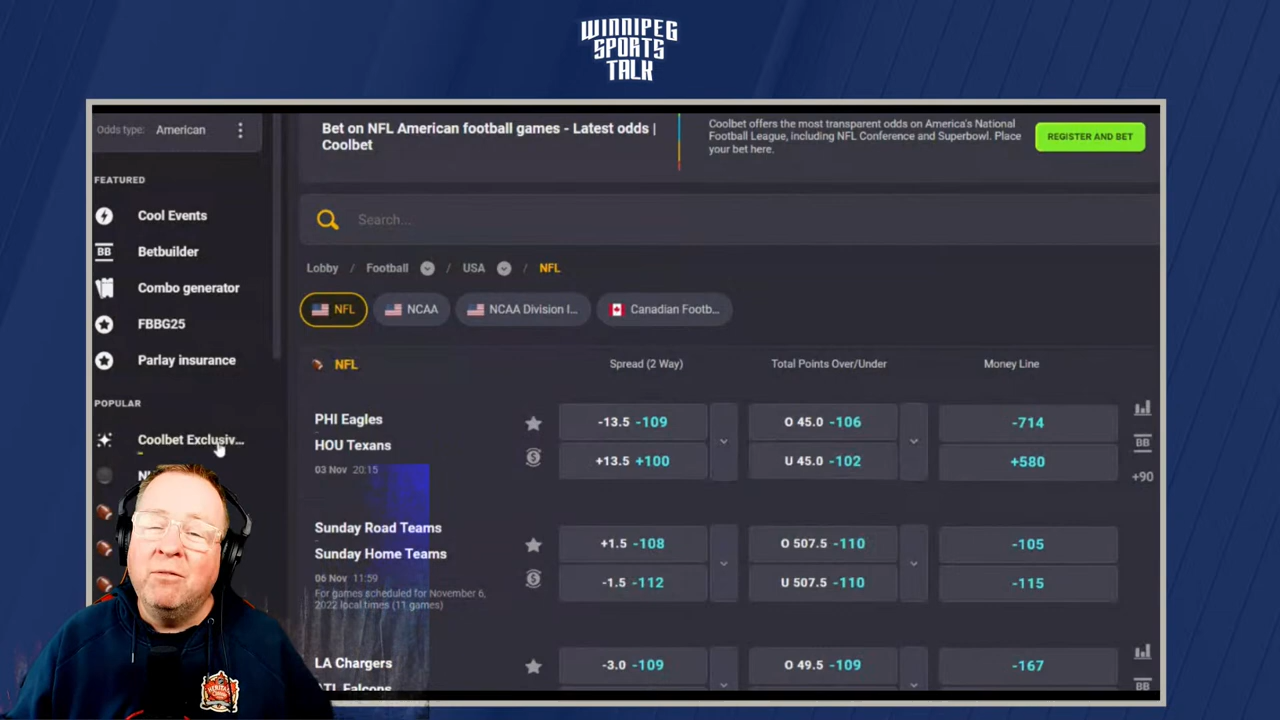 WINNIPEG
SPORTS
TALK
Odds type: American
Bet on NFL American football games - Latest odds |
Coolbet
Coolbet offers the most transparent odds on America's National
Football League, including NFL Conference and Superbowl. Place
your bet here.
REGISTER AND BET
FEATURED
Cool Events
BB Betbuilder
Combo generator
FBBG25
Parlay insurance
POPULAR
Coolbet Exclusiv...
Search...
Lobby / Football / USA / NFL
NFL NCAA NCAA Division I... Canadian Footb...
NFL Spread (2 Way) Total Points Over/Under Money Line
PHI Eagles -13.5 -109 O 45.0 -106 -714
HOU Texans +13.5 +100 U 45.0 -102 +580
BB
03 Nov 20:15 +90
Sunday Road Teams +1.5 -108 O 507.5 -110 -105
Sunday Home Teams -1.5 -112 U 507.5 -110 -115
06 Nov 11:59
For games scheduled for November 6,
2022 local times (11 games)
LA Chargers -3.0 -109 O 49.5 -109 -167
ATL Falcons BB